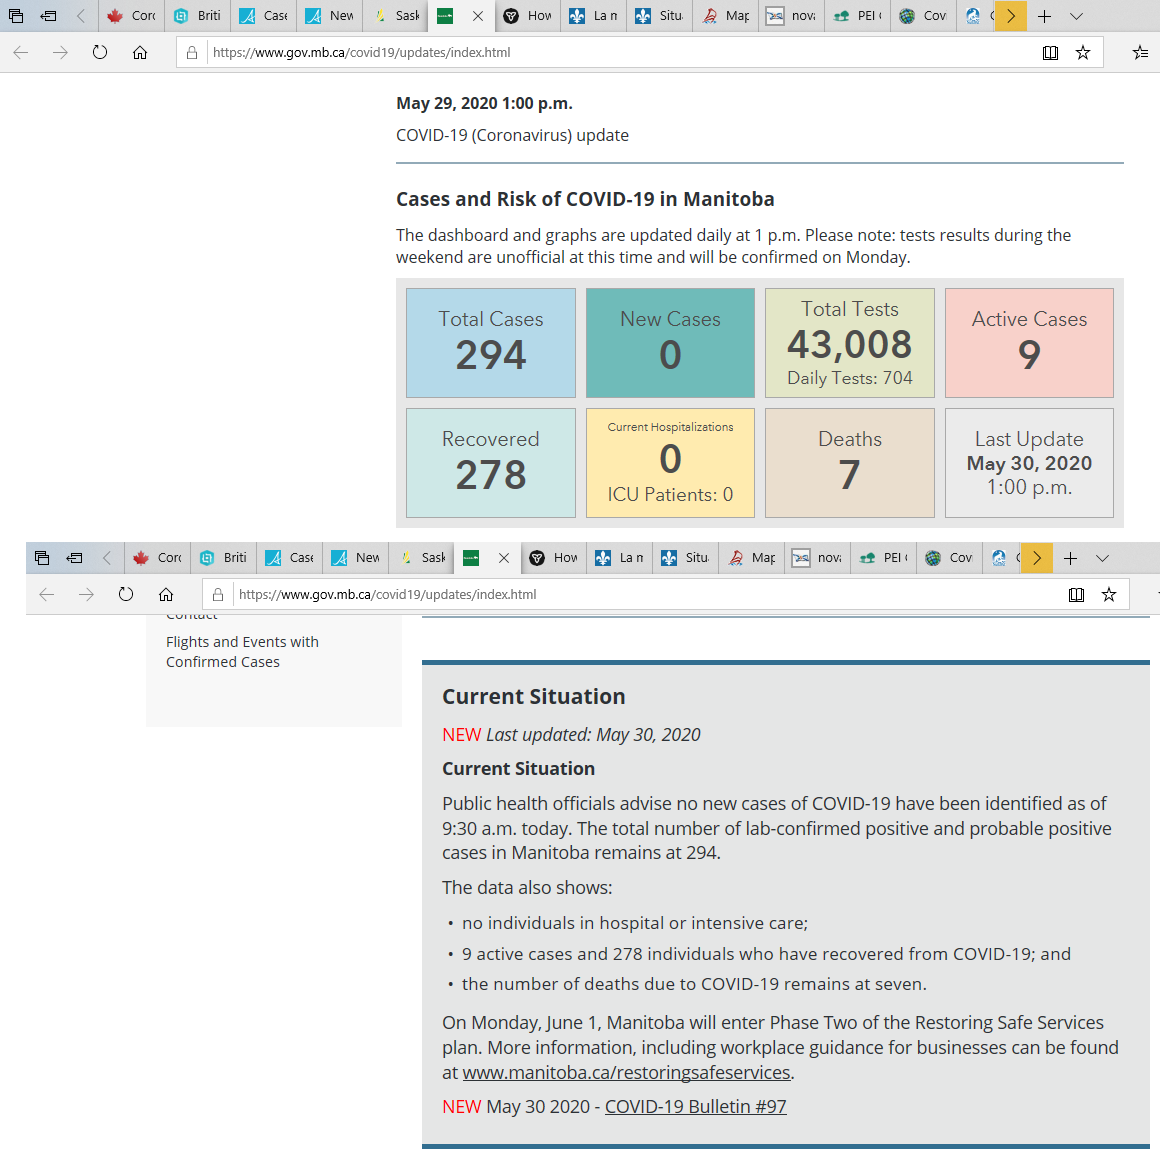 Corc
Briti
Case
New
Sask
How
La n
Situ
Map
nova
PEI
Covi
https://www.gov.mb.ca/covid19/updates/index.html
May 29, 2020 1:00 p.m.
COVID-19 (Coronavirus) update
Cases and Risk of COVID-19 in Manitoba
The dashboard and graphs are updated daily at 1 p.m. Please note: tests results during the
weekend are unofficial at this time and will be confirmed on Monday.
Total Cases
294
New Cases
0
Total Tests
43,008
Daily Tests: 704
Active Cases
9
Recovered
278
Current Hospitalizations
0
ICU Patients: 0
Deaths
7
Last Update
May 30, 2020
1:00 p.m.
Corc
Briti
Case
New
Sask
How
La n
Situ
Map
nova
PEI
Covi
https://www.gov.mb.ca/covid19/updates/index.html
Contact
Flights and Events with
Confirmed Cases
Current Situation
NEW Last updated: May 30, 2020
Current Situation
Public health officials advise no new cases of COVID-19 have been identified as of
9:30 a.m. today. The total number of lab-confirmed positive and probable positive
cases in Manitoba remains at 294.
The data also shows:
• no individuals in hospital or intensive care;
• 9 active cases and 278 individuals who have recovered from COVID-19; and
• the number of deaths due to COVID-19 remains at seven.
On Monday, June 1, Manitoba will enter Phase Two of the Restoring Safe Services
plan. More information, including workplace guidance for businesses can be found
at www.manitoba.ca/restoringsafeservices.
NEW May 30 2020 - COVID-19 Bulletin #97